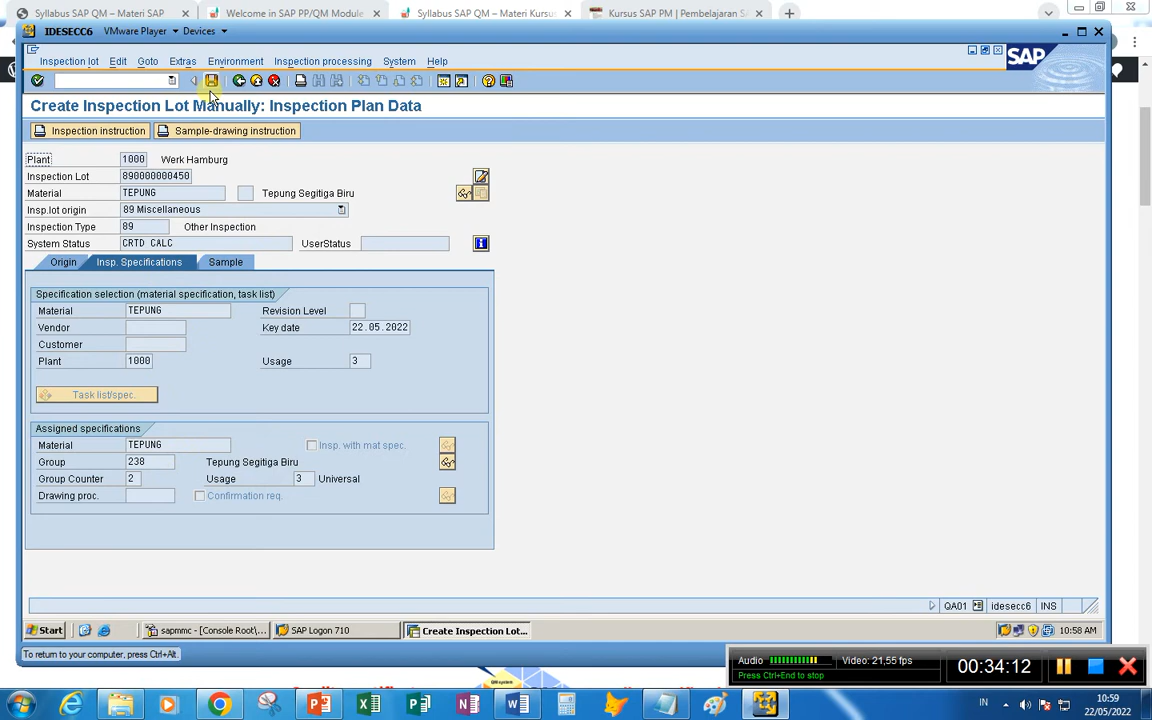 Syllabus SAP QM – Materi SAP
Welcome in SAP PP/QM Module
Syllabus SAP QM – Materi Kursus
Kursus SAP PM | Pembelajaran SAP
IDESECC6 VMware Player Devices
Inspection lot Edit Goto Extras Environment Inspection processing System Help
SAP
Create Inspection Lot Manually: Inspection Plan Data
Inspection instruction Sample-drawing instruction
Plant 1000 Werk Hamburg
Inspection Lot 890000000450
Material TEPUNG Tepung Segitiga Biru
Insp.lot origin 89 Miscellaneous
Inspection Type 89 Other Inspection
System Status CRTD CALC UserStatus
Origin Insp. Specifications Sample
Specification selection (material specification, task list)
Material TEPUNG Revision Level
Vendor Key date 22.05.2022
Customer
Plant 1000 Usage 3
Task list/spec.
Assigned specifications
Material TEPUNG Insp. with mat spec.
Group 238 Tepung Segitiga Biru
Group Counter 2 Usage 3 Universal
Drawing proc. Confirmation req.
QA01 idesecc6 INS
Start sapmmc - [Console Root\... SAP Logon 710 Create Inspection Lot... 10:58 AM
To return to your computer, press Ctrl+Alt.
Audio Video: 21,55 fps
Press Ctrl+End to stop
00:34:12
IN 10:59
22/05/2022